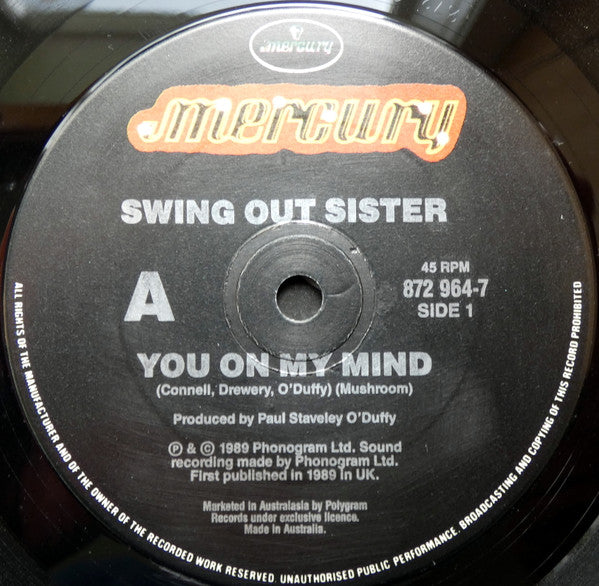 mercury
mercury
SWING OUT SISTER
A
45 RPM
872 964-7
SIDE 1
YOU ON MY MIND
(Connell, Drewery, O'Duffy) (Mushroom)
Produced by Paul Staveley O'Duffy
℗ & © 1989 Phonogram Ltd. Sound
recording made by Phonogram Ltd.
First published in 1989 in UK.
Marketed in Australasia by Polygram
Records under exclusive licence.
Made in Australia.
ALL RIGHTS OF THE MANUFACTURER AND OF THE OWNER OF THE RECORDED WORK RESERVED. UNAUTHORISED PUBLIC PERFORMANCE, BROADCASTING AND COPYING OF THIS RECORD PROHIBITED